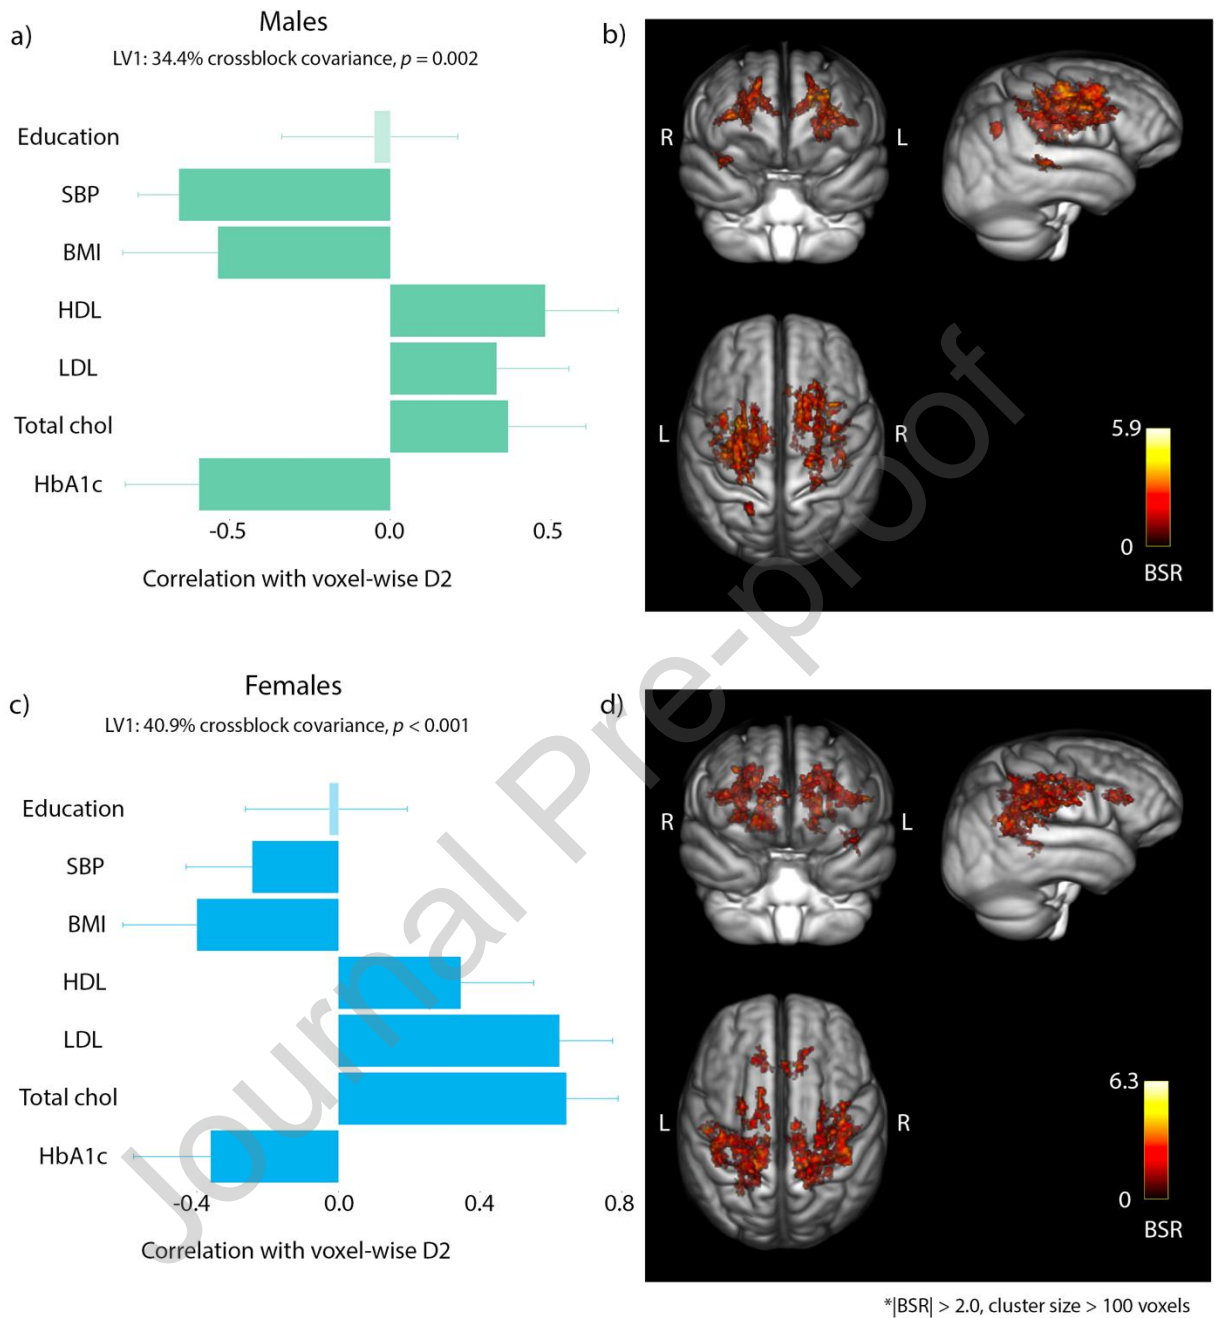 a)
Males
LV1: 34.4% crossblock covariance, p = 0.002
Education
SBP
BMI
HDL
LDL
Total chol
HbA1c
-0.5
0.0
0.5
Correlation with voxel-wise D2
b)
R
L
L
R
5.9
0
BSR
c)
Females
LV1: 40.9% crossblock covariance, p < 0.001
Education
SBP
BMI
HDL
LDL
Total chol
HbA1c
-0.4
0.0
0.4
0.8
Correlation with voxel-wise D2
d)
R
L
L
R
6.3
0
BSR
*|BSR| > 2.0, cluster size > 100 voxels
Journal Pre-proof